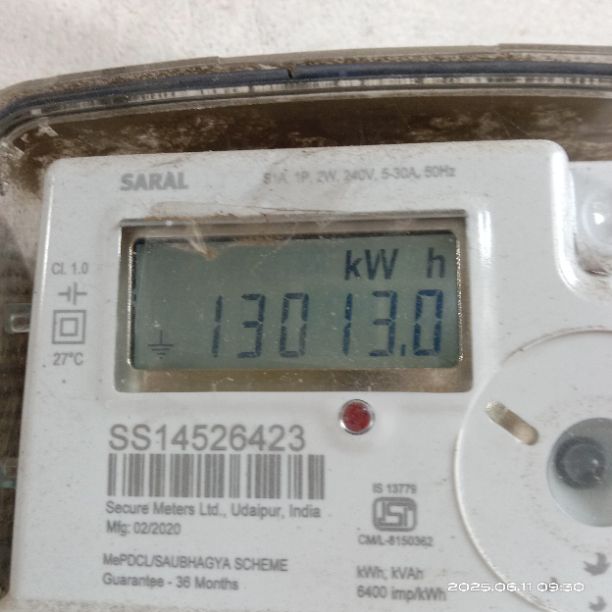 SARAL S1A, 1P, 2W, 240V, 5-30A, 50Hz
Cl. 1.0
kW h
13013.0
27°C
SS14526423
Secure Meters Ltd., Udaipur, India
Mfg: 02/2020
IS 13779
ISI
CM/L-8150362
MePDCL/SAUBHAGYA SCHEME
Guarantee - 36 Months
kWh, kVAh
6400 imp/kWh
2025.06.11 09:30